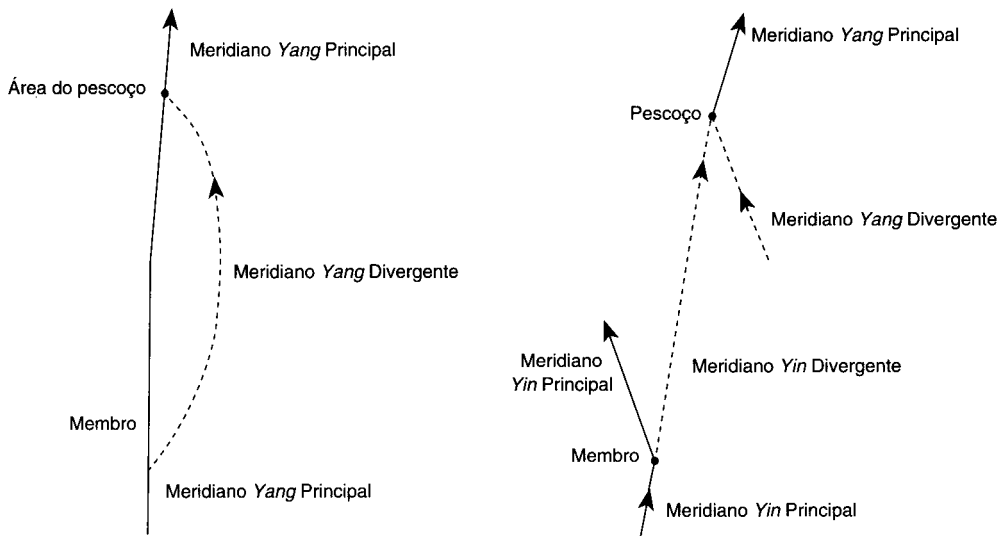 Meridiano Yang Principal
Área do pescoço
Meridiano Yang Divergente
Membro
Meridiano Yang Principal
Meridiano Yang Principal
Pescoço
Meridiano Yang Divergente
Meridiano
Yin Principal
Meridiano Yin Divergente
Membro
Meridiano Yin Principal